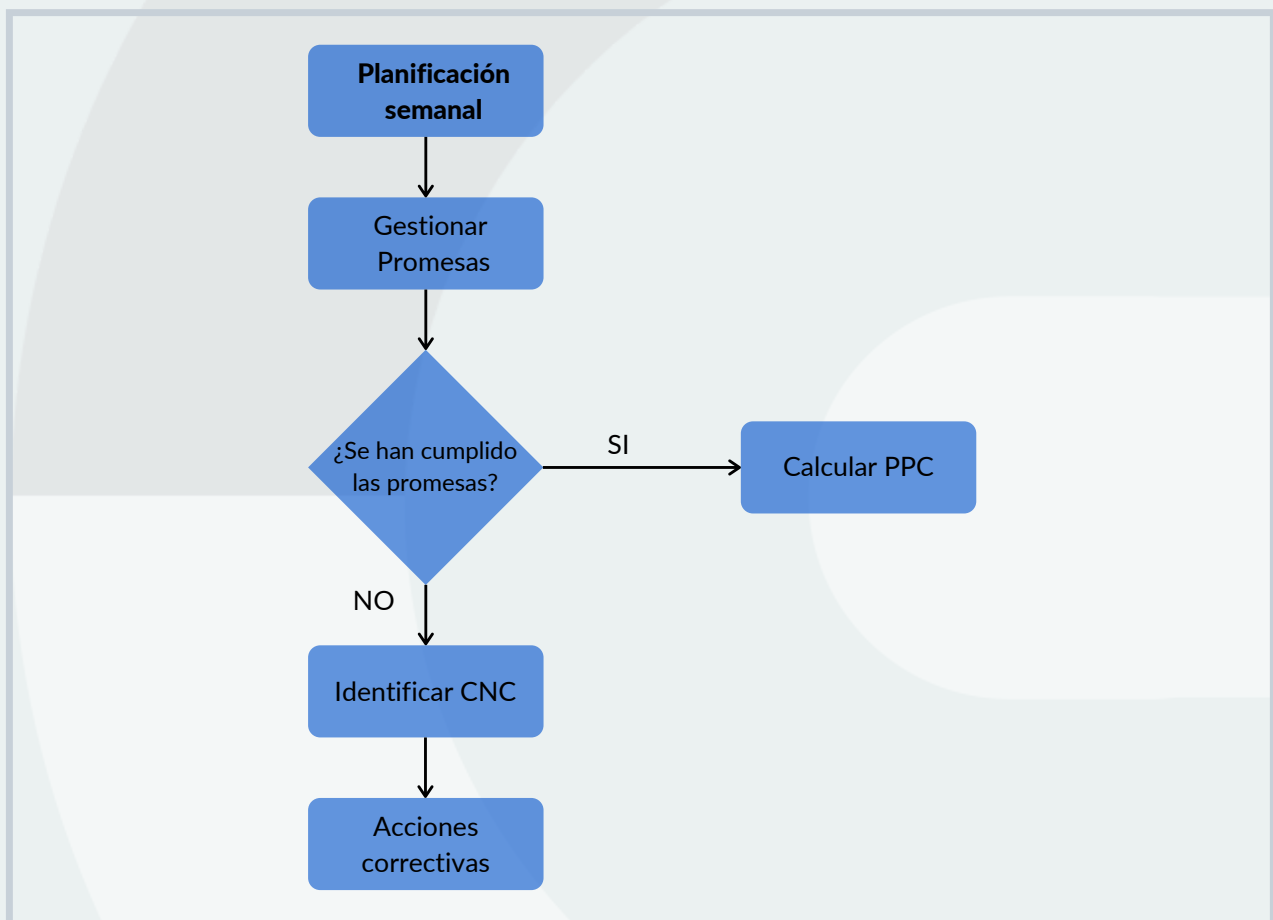 Planificación
semanal
Gestionar
Promesas
¿Se han cumplido
las promesas?
SI
Calcular PPC
NO
Identificar CNC
Acciones
correctivas